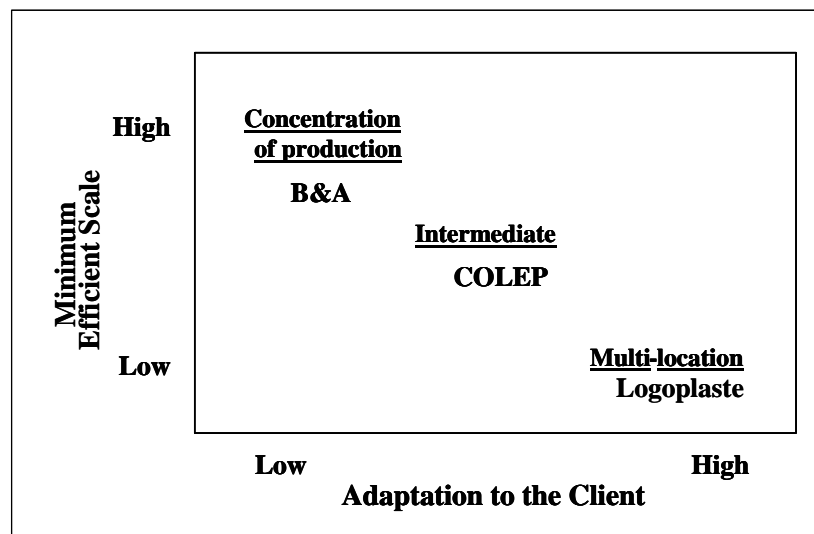 High
Concentration
of production
B&A
Intermediate
COLEP
Minimum
Efficient Scale
Low
Multi-location
Logoplaste
Low
High
Adaptation to the Client